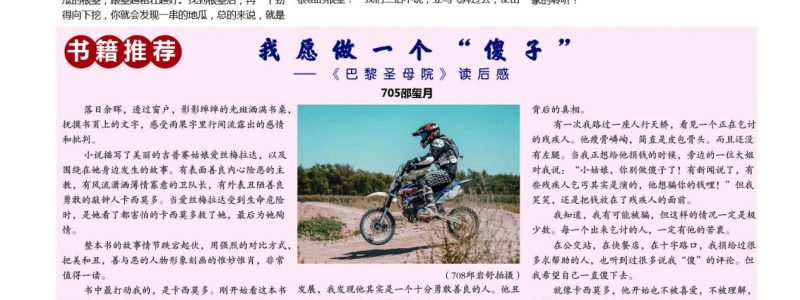 得向下挖，你就会发现一串的地瓜，总的来说，就是
书籍推荐
我愿做一个“傻子”
——《巴黎圣母院》读后感
705邵玺月
落日余晖，透过窗户，影影绰绰的光斑洒满书桌，
抚摸书页上的文字，感受雨果字里行间流露出的感情
和批判。
小说描写了美丽的吉普赛姑娘爱丝梅拉达，以及
围绕在她身边发生的故事。有表面善良内心险恶的主
教，有风流潇洒薄情寡意的卫队长，有外表丑陋善良
勇敢的敲钟人卡西莫多。当爱丝梅拉达受到生命危险
时，是她看了都害怕的卡西莫多救了她，最后为她殉
情。
整本书的故事情节跌宕起伏，用强烈的对比方式，
把美和丑，善与恶的人物形象刻画的惟妙惟肖，非常
值得一读。
书中最打动我的，是卡西莫多。刚开始看这本书
（708邱岩舒拍摄）
发展，我发现他其实是一个十分勇敢善良的人。他丑
背后的真相。
有一次我路过一座人行天桥，看见一个正在乞讨
的残疾人。他瘦骨嶙峋，简直是皮包骨头。而且还没
有左腿。当我正想给他捐钱的时候，旁边的一位大姐
对我说：“小姑娘，你别做傻子了！有新闻说了，有
些残疾人乞丐其实是演的，他想骗你的钱哩！”但我
笑笑，还是把钱放在了残疾人的面前。
我知道，我有可能被骗，但这样的情况一定是极
少数。每一个出来乞讨的人，一定有他的苦衷。
在公交站，在快餐店，在十字路口，我捐给过很
多求帮助的人，也听到过很多说我“傻”的评论。但
我希望自己一直傻下去。
就像卡西莫多，他开始也不被喜爱，不被理解，